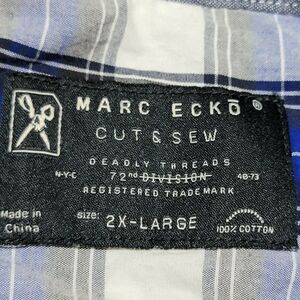 MARC ECKŌ ®
CUT & SEW
DEADLY THREADS
N-Y-C 72nd DIVISION 40-73
REGISTERED TRADEMARK
Made in China
size: 2X-LARGE
100% COTTON